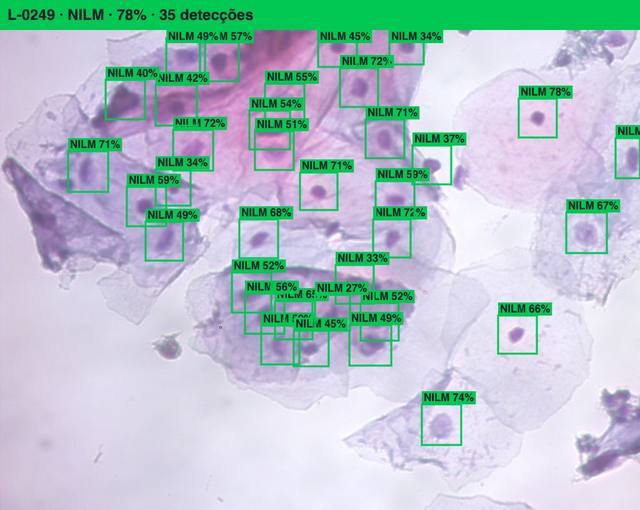 L-0249 · NILM · 78% · 35 detecções
NILM 49%
M 57%
NILM 45%
NILM 34%
NILM 72%
NILM 40%
NILM 42%
NILM 55%
NILM 78%
NILM 54%
NILM 71%
NILM 72%
NILM 51%
NILM
NILM 37%
NILM 71%
NILM 34%
NILM 71%
NILM 59%
NILM 59%
NILM 67%
NILM 49%
NILM 68%
NILM 72%
NILM 33%
NILM 52%
NILM 56%
NILM 27%
NILM 52%
NILM 66%
NILM 45%
NILM 49%
NILM 74%